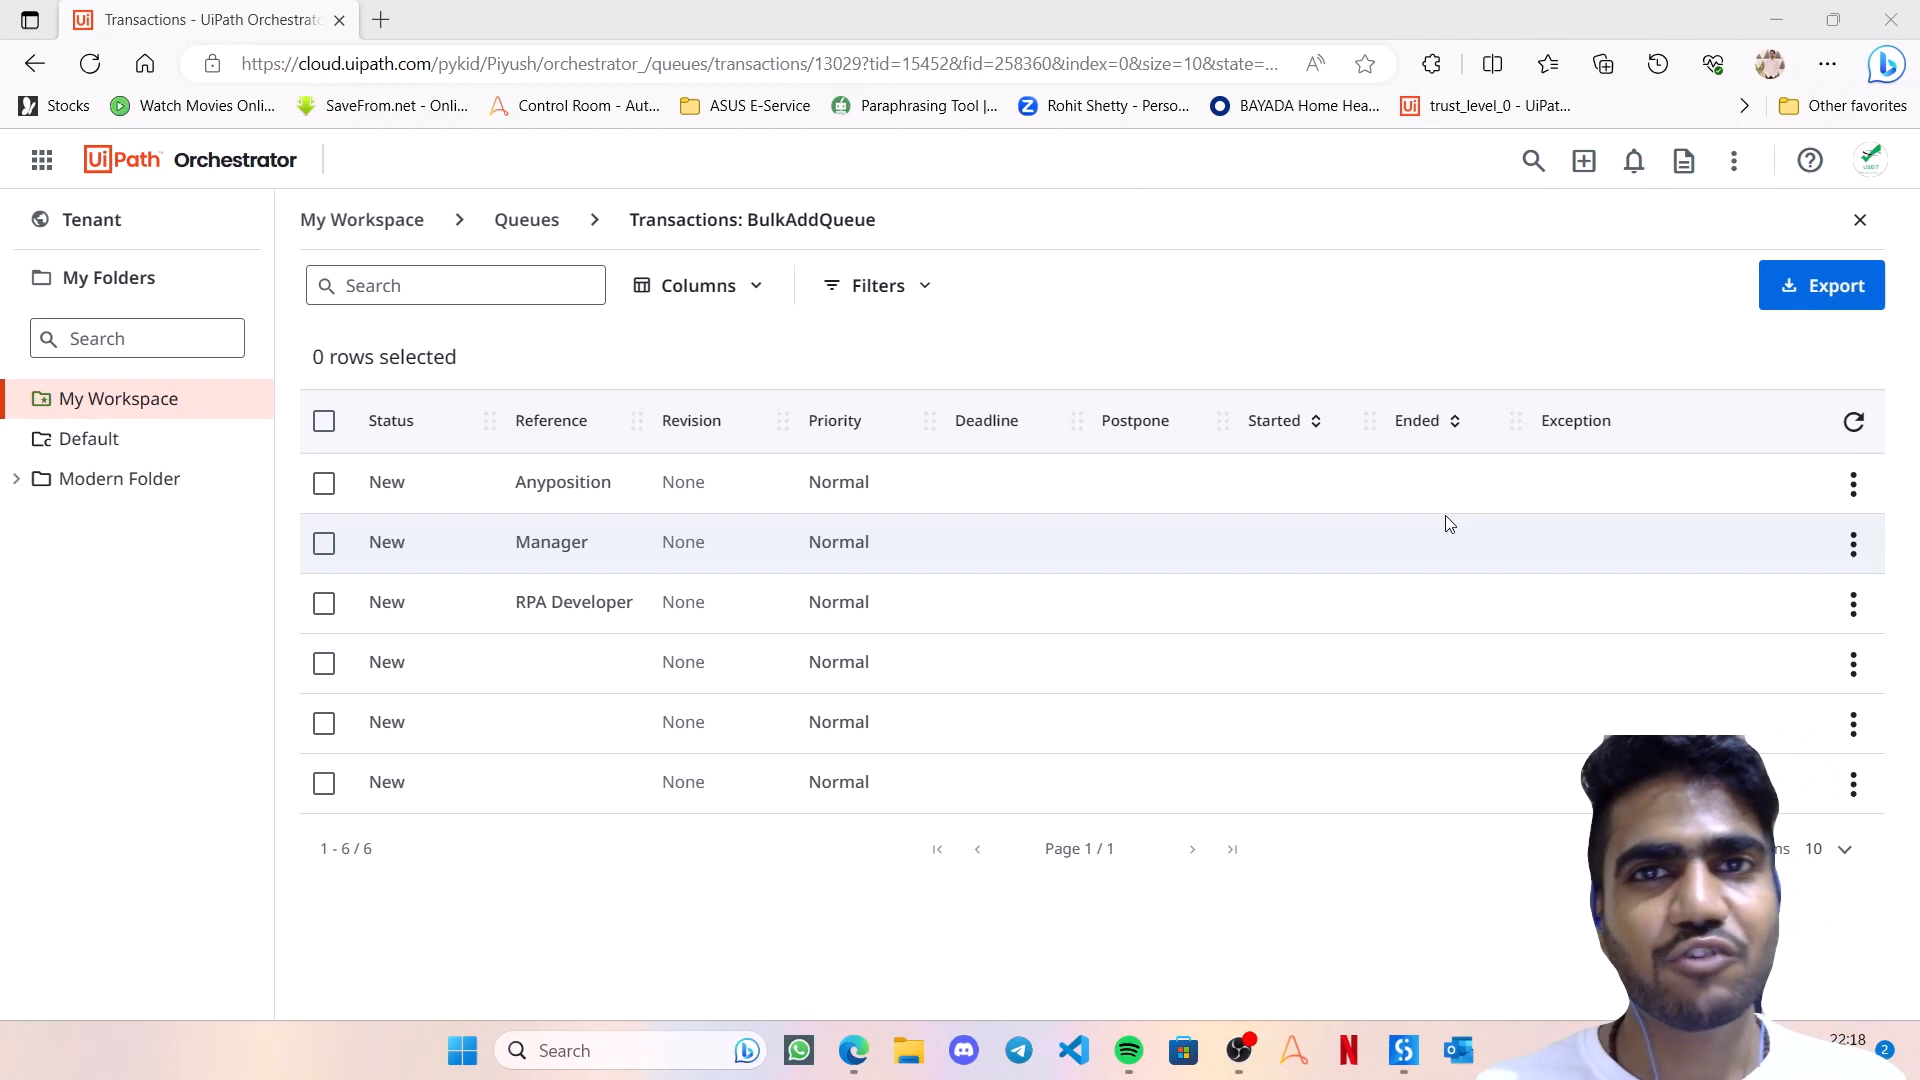 Transactions - UiPath Orchestrato
https://cloud.uipath.com/pykid/Piyush/orchestrator_/queues/transactions/13029?tid=15452&fid=258360&index=0&size=10&state=...
Stocks Watch Movies Onli... SaveFrom.net - Onli... Control Room - Aut... ASUS E-Service Paraphrasing Tool |... Rohit Shetty - Perso... BAYADA Home Hea... trust_level_0 - UiPat... Other favorites
UiPath Orchestrator
Tenant
My Folders
Search
My Workspace
Default
Modern Folder
My Workspace > Queues > Transactions: BulkAddQueue
Search Columns Filters Export
0 rows selected
Status Reference Revision Priority Deadline Postpone Started Ended Exception
New Anyposition None Normal
New Manager None Normal
New RPA Developer None Normal
New None Normal
New None Normal
New None Normal
1 - 6 / 6 Page 1 / 1 10
Search 22:18 2